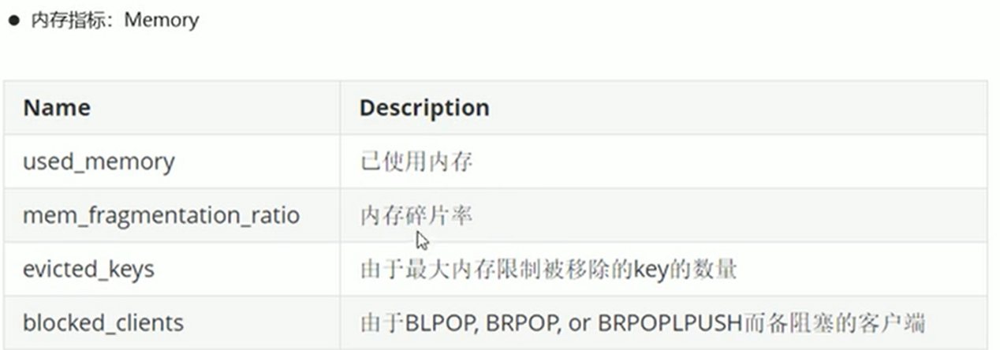 ● 内存指标：Memory
Name Description
used_memory 已使用内存
mem_fragmentation_ratio 内存碎片率
evicted_keys 由于最大内存限制被移除的key的数量
blocked_clients 由于BLPOP, BRPOP, or BRPOPLPUSH而备阻塞的客户端